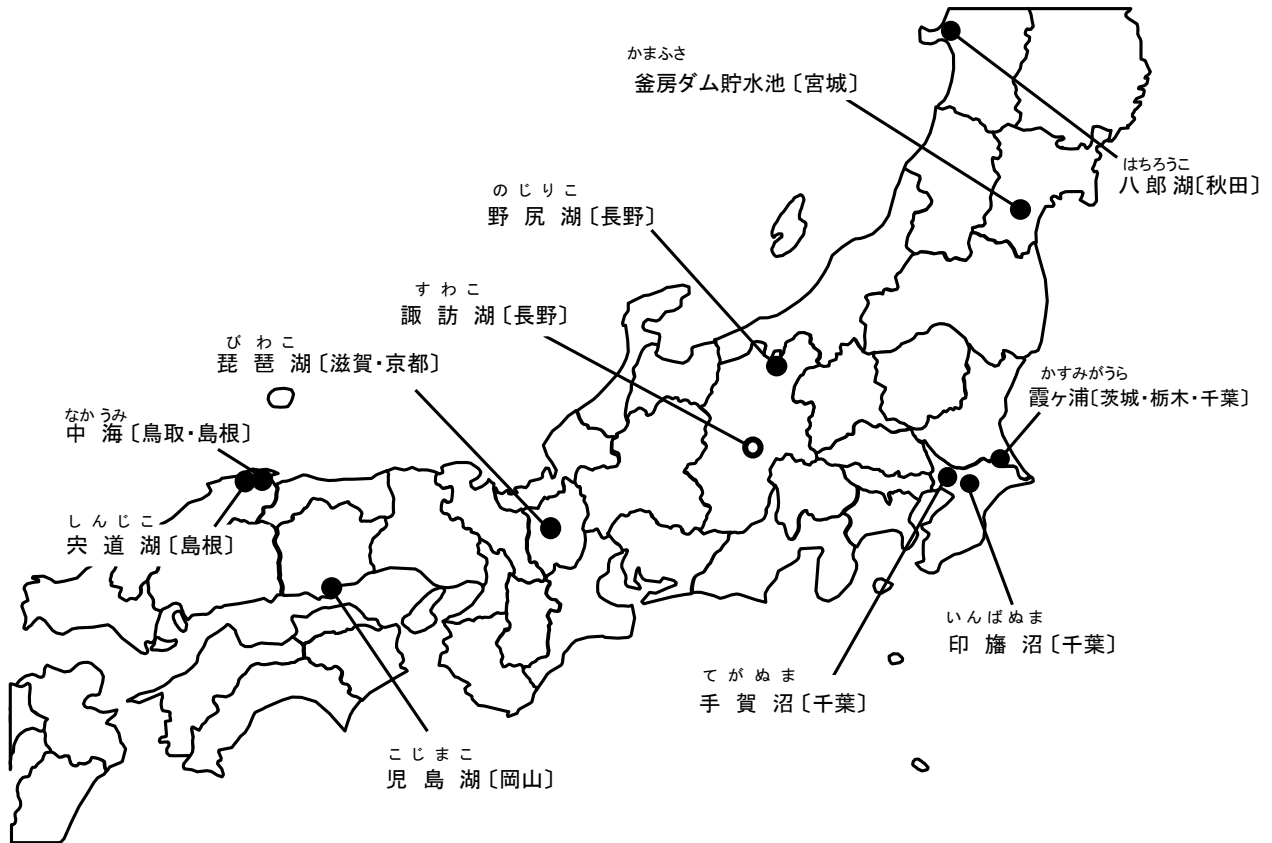 かまふさ
釜房ダム貯水池〔宮城〕
はちろうこ
八郎湖〔秋田〕
のじりこ
野尻湖〔長野〕
すわこ
諏訪湖〔長野〕
びわこ
琵琶湖〔滋賀・京都〕
かすみがうら
霞ヶ浦〔茨城・栃木・千葉〕
なかうみ
中海〔鳥取・島根〕
しんじこ
宍道湖〔島根〕
いんばぬま
印旛沼〔千葉〕
てがぬま
手賀沼〔千葉〕
こじまこ
児島湖〔岡山〕